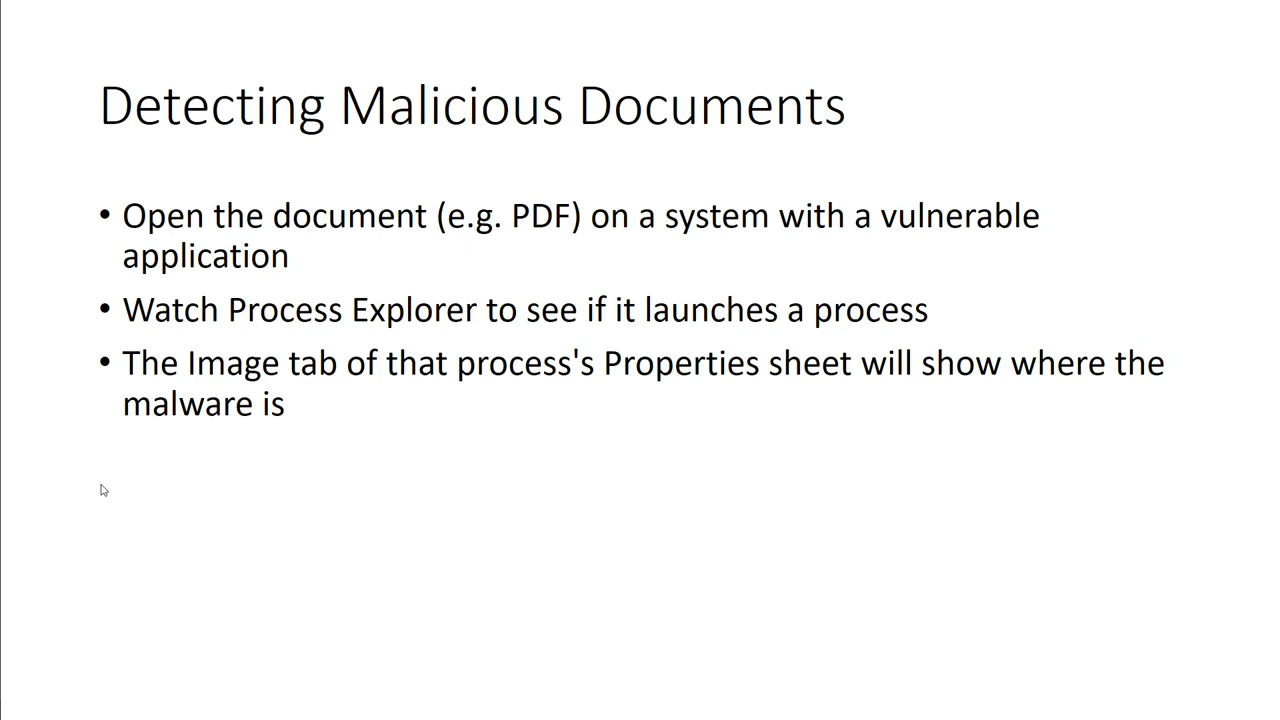 Detecting Malicious Documents
• Open the document (e.g. PDF) on a system with a vulnerable
application
• Watch Process Explorer to see if it launches a process
• The Image tab of that process's Properties sheet will show where the
malware is